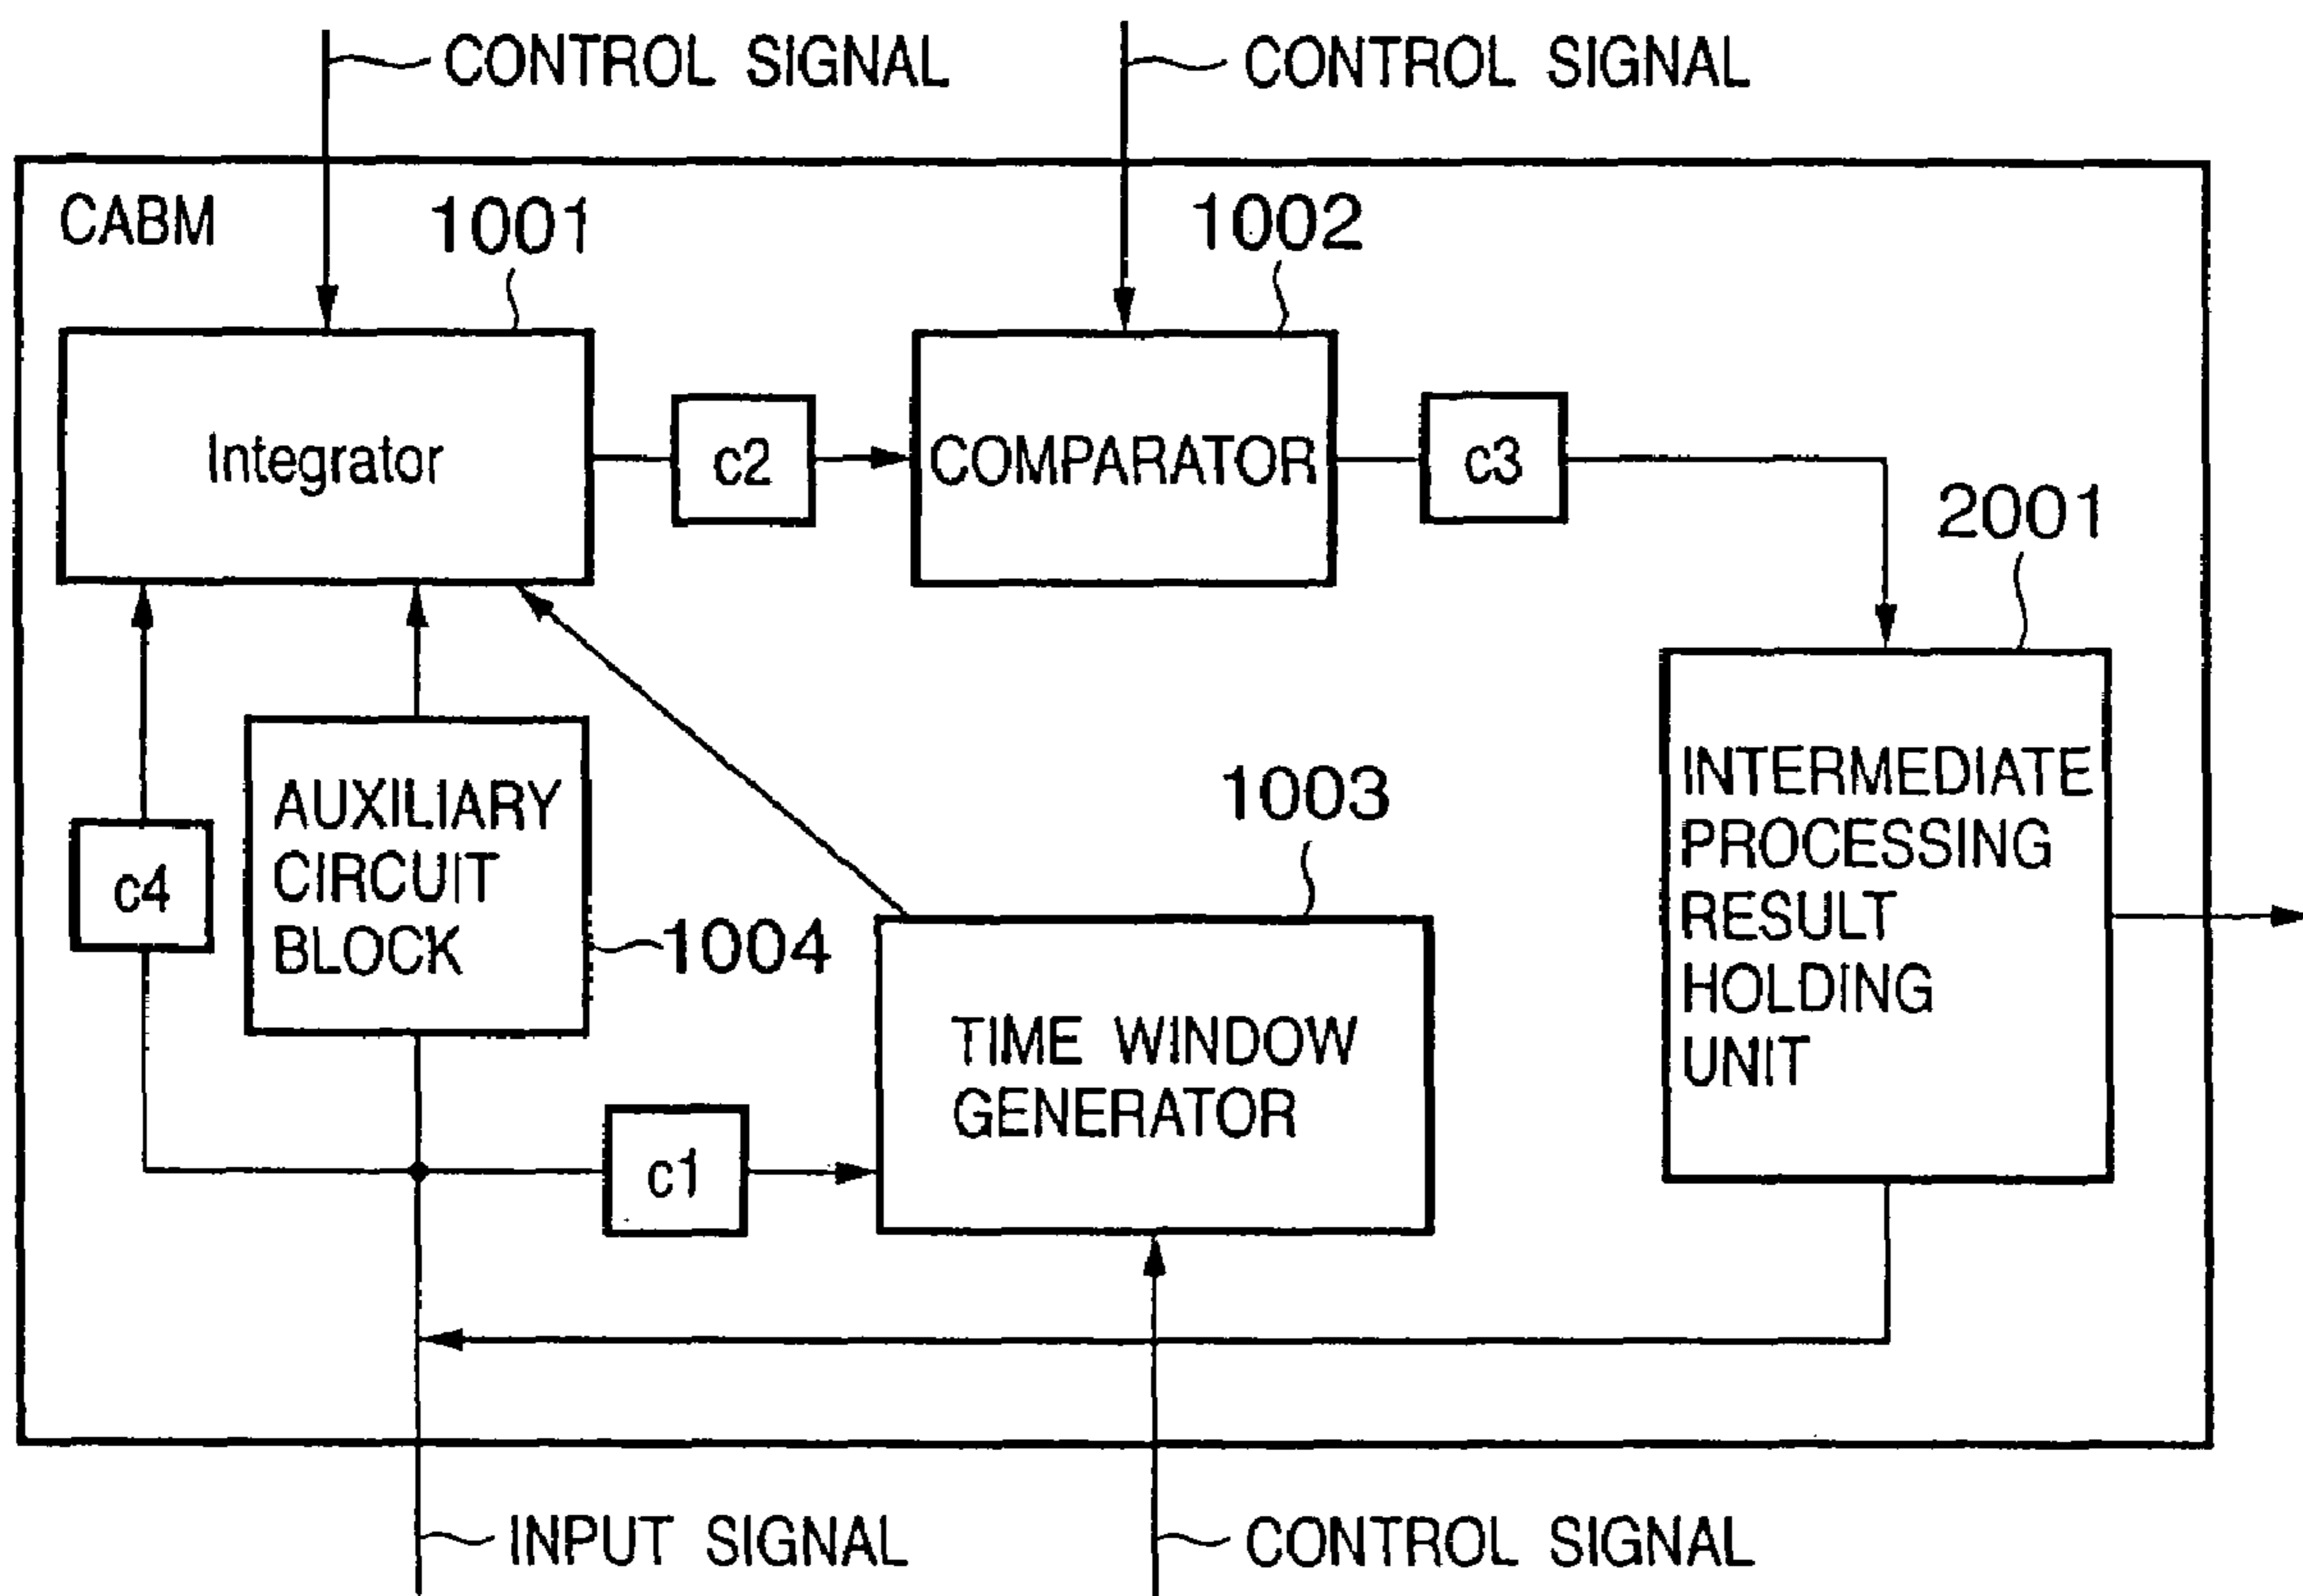 CONTROL SIGNAL
CONTROL SIGNAL
CABM
1001
1002
Integrator
c2
COMPARATOR
c3
2001
AUXILIARY
CIRCUIT
BLOCK
c4
1004
1003
INTERMEDIATE
PROCESSING
RESULT
HOLDING
UNIT
TIME WINDOW
GENERATOR
c1
INPUT SIGNAL
CONTROL SIGNAL